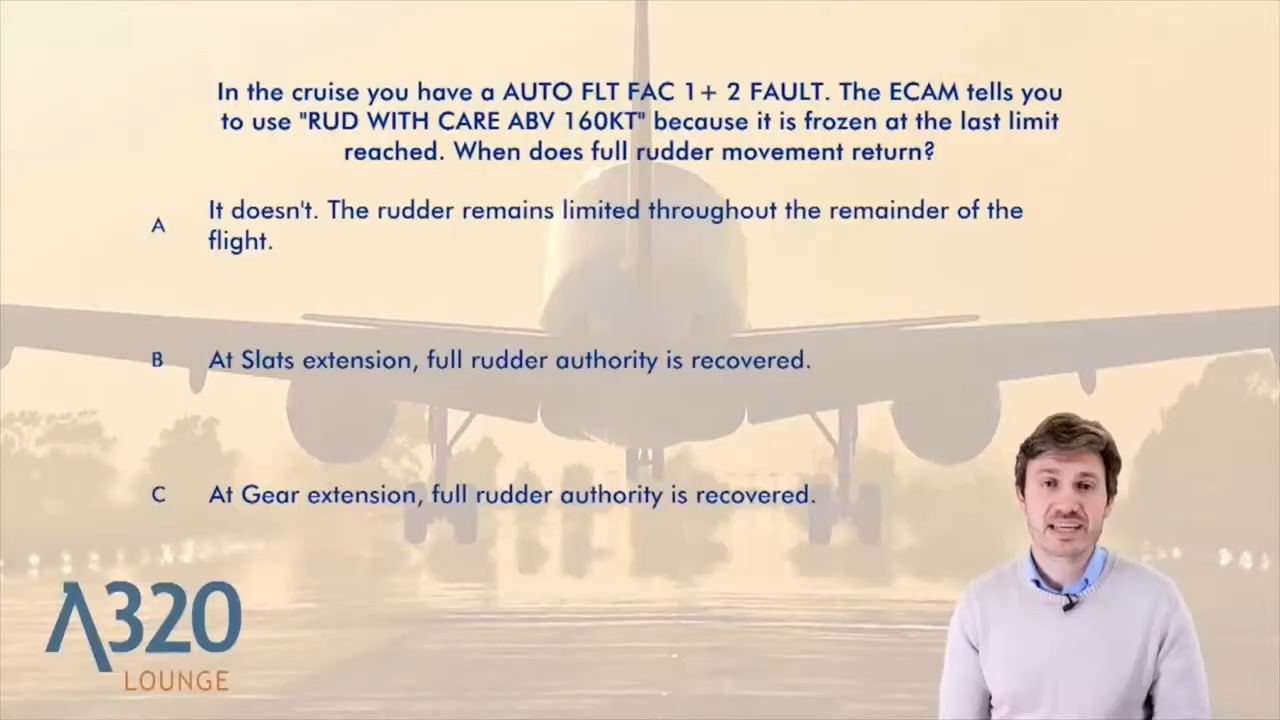 In the cruise you have a AUTO FLT FAC 1+ 2 FAULT. The ECAM tells you
to use "RUD WITH CARE ABV 160KT" because it is frozen at the last limit
reached. When does full rudder movement return?
A
It doesn't. The rudder remains limited throughout the remainder of the
flight.
B At Slats extension, full rudder authority is recovered.
C At Gear extension, full rudder authority is recovered.
A320
LOUNGE